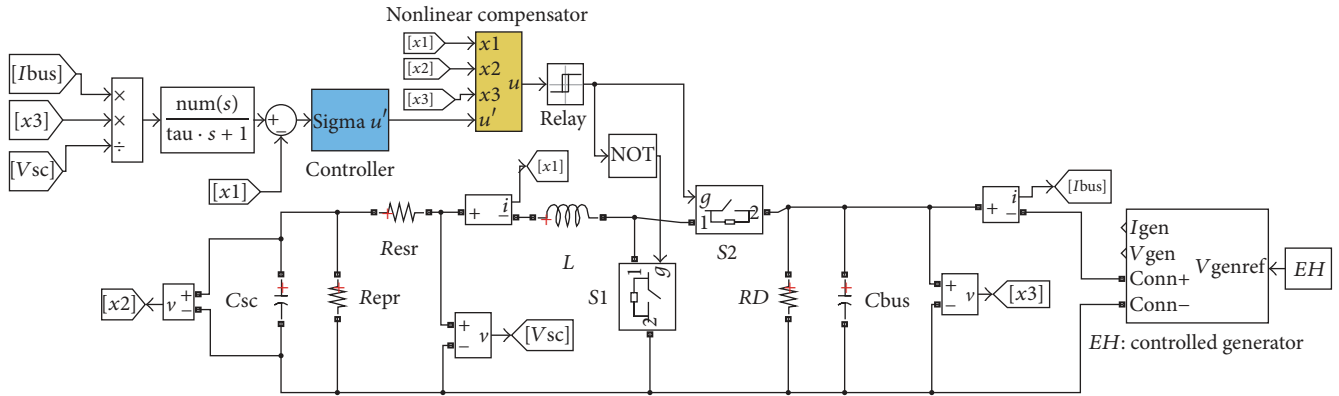 Nonlinear compensator
[Ibus]
[x3]
[Vsc]
×
×
÷
num(s)
tau · s + 1
+
−
[x1]
Sigma u′
Controller
[x1]
[x2]
[x3]
x1
x2
x3
u′
u
Relay
NOT
[x1]
+
i
−
Resr
L
g
1
2
S2
[Ibus]
+
i
−
Igen
Vgen
Conn+
Conn−
Vgenref
EH
EH: controlled generator
[x2]
v
+
−
Csc
Repr
+
−
v
[Vsc]
S1
1
g
2
RD
Cbus
+
−
v
[x3]